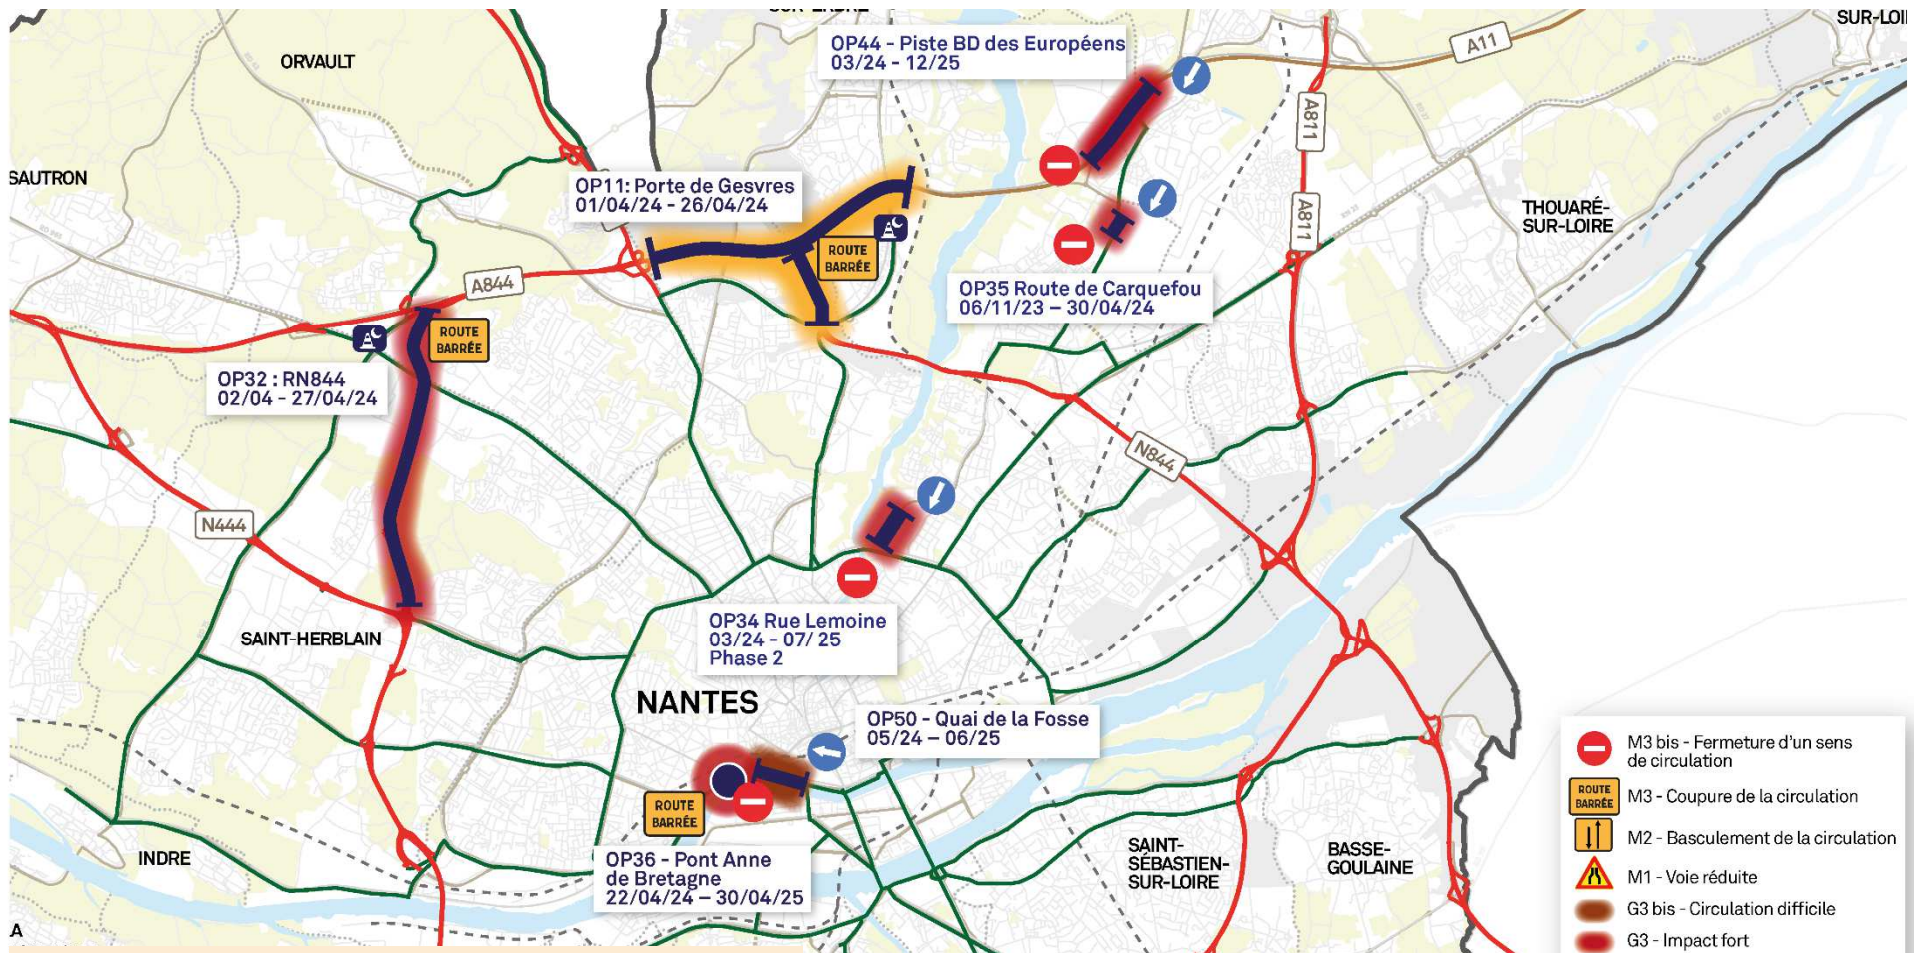 SUR-ERDRE
SUR-LOI
ORVAULT
OP44 - Piste BD des Européens
03/24 - 12/25
A11
A811
SAUTRON
OP11: Porte de Gesvres
01/04/24 - 26/04/24
A811
THOUARÉ-
SUR-LOIRE
ROUTE
BARRÉE
A844
OP35 Route de Carquefou
06/11/23 – 30/04/24
ROUTE
BARRÉE
OP32 : RN844
02/04 - 27/04/24
N844
N444
OP34 Rue Lemoine
03/24 - 07/ 25
Phase 2
SAINT-HERBLAIN
NANTES
OP50 - Quai de la Fosse
05/24 – 06/25
ROUTE
BARRÉE
OP36 - Pont Anne
de Bretagne
22/04/24 – 30/04/25
INDRE
SAINT-
SÉBASTIEN-
SUR-LOIRE
BASSE-
GOULAINE
A
M3 bis - Fermeture d'un sens
de circulation
ROUTE
BARRÉE
M3 - Coupure de la circulation
M2 - Basculement de la circulation
M1 - Voie réduite
G3 bis - Circulation difficile
G3 - Impact fort